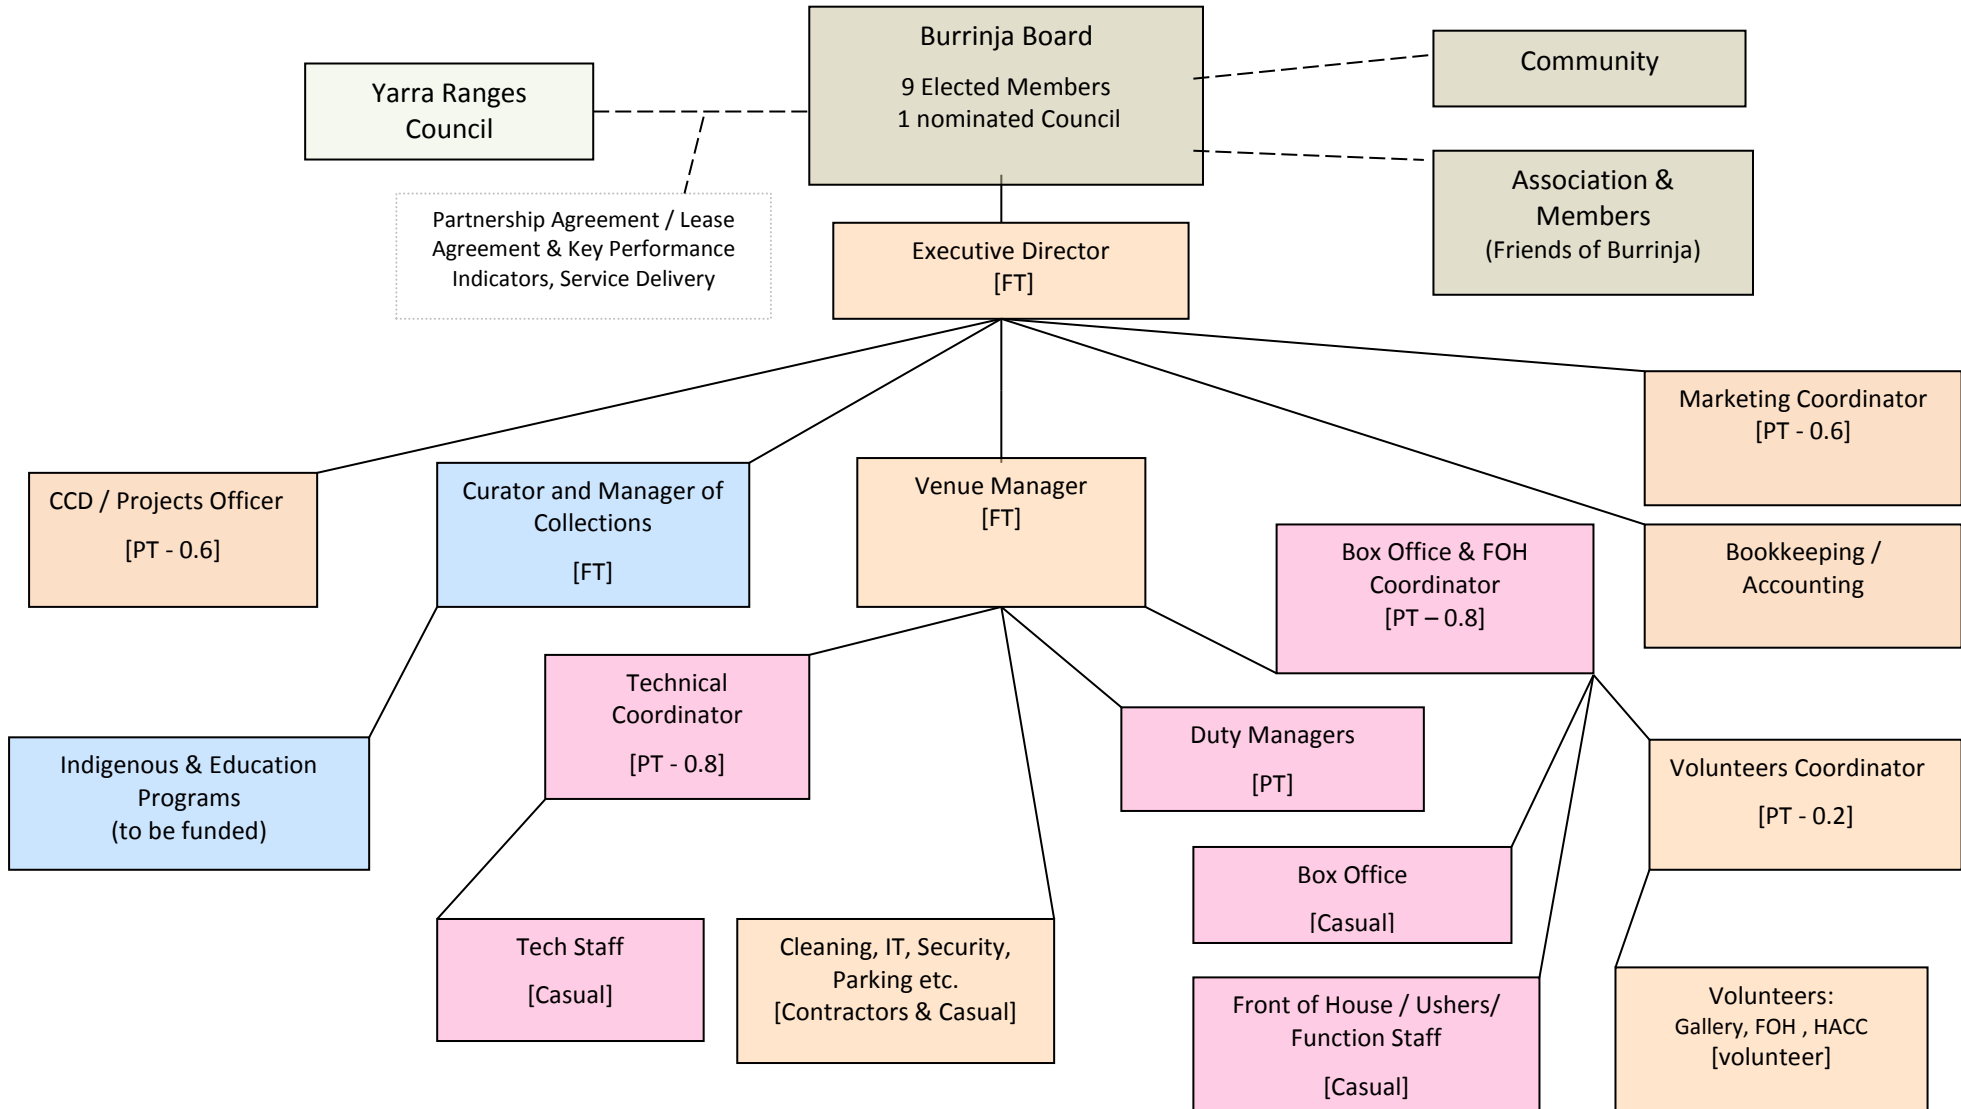 Burrinja Board
9 Elected Members
1 nominated Council
Yarra Ranges
Council
Community
Association &
Members
(Friends of Burrinja)
Partnership Agreement / Lease
Agreement & Key Performance
Indicators, Service Delivery
Executive Director
[FT]
Marketing Coordinator
[PT - 0.6]
CCD / Projects Officer
[PT - 0.6]
Curator and Manager of
Collections
[FT]
Venue Manager
[FT]
Box Office & FOH
Coordinator
[PT – 0.8]
Bookkeeping /
Accounting
Technical
Coordinator
[PT - 0.8]
Duty Managers
[PT]
Indigenous & Education
Programs
(to be funded)
Volunteers Coordinator
[PT - 0.2]
Box Office
[Casual]
Tech Staff
[Casual]
Cleaning, IT, Security,
Parking etc.
[Contractors & Casual]
Front of House / Ushers/
Function Staff
[Casual]
Volunteers:
Gallery, FOH , HACC
[volunteer]